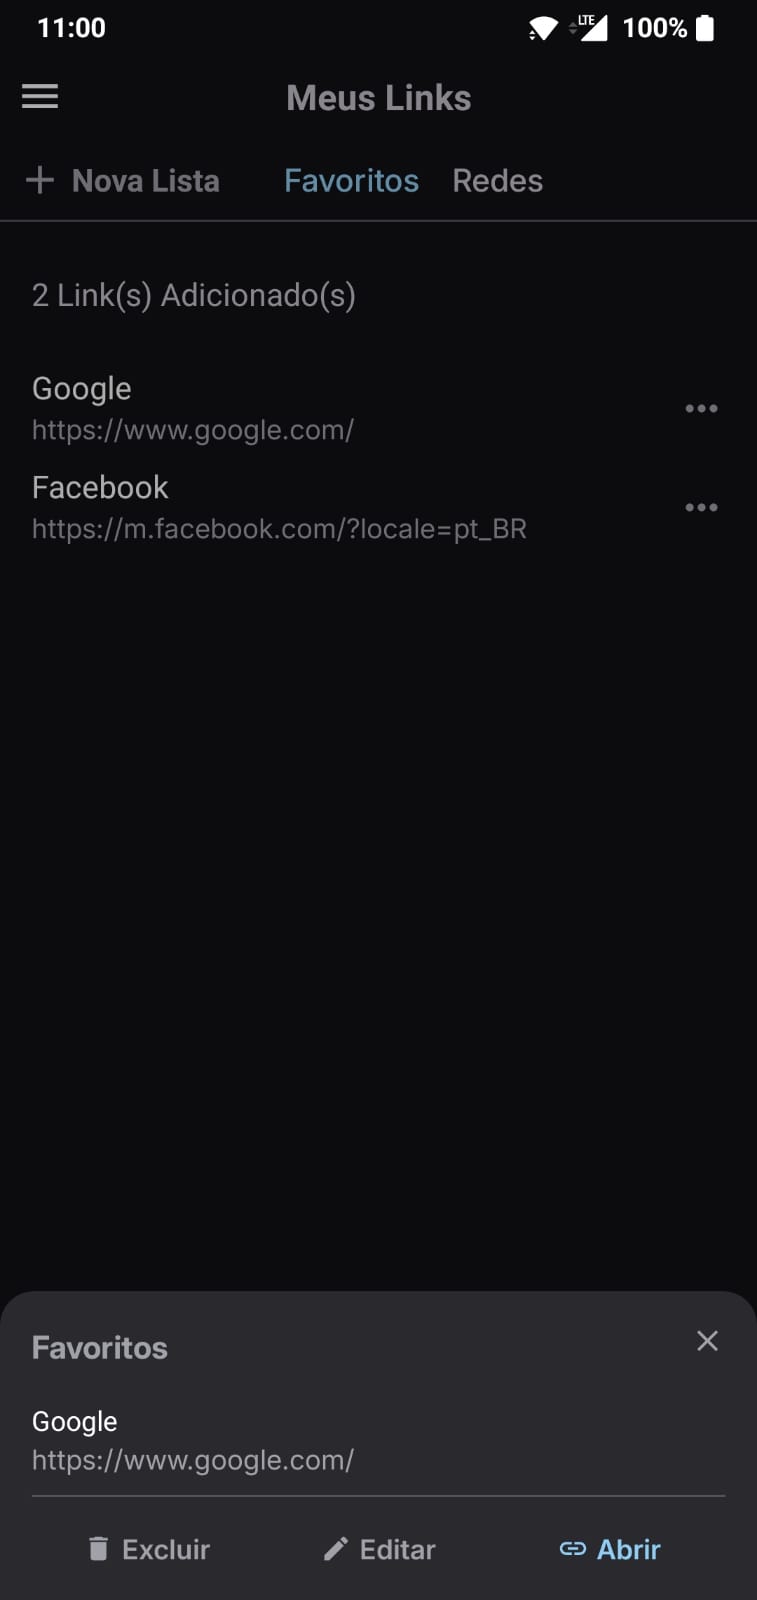 11:00 LTE 100%
Meus Links
Nova Lista Favoritos Redes
2 Link(s) Adicionado(s)
Google
https://www.google.com/
Facebook
https://m.facebook.com/?locale=pt_BR
Favoritos
Google
https://www.google.com/
Excluir Editar Abrir